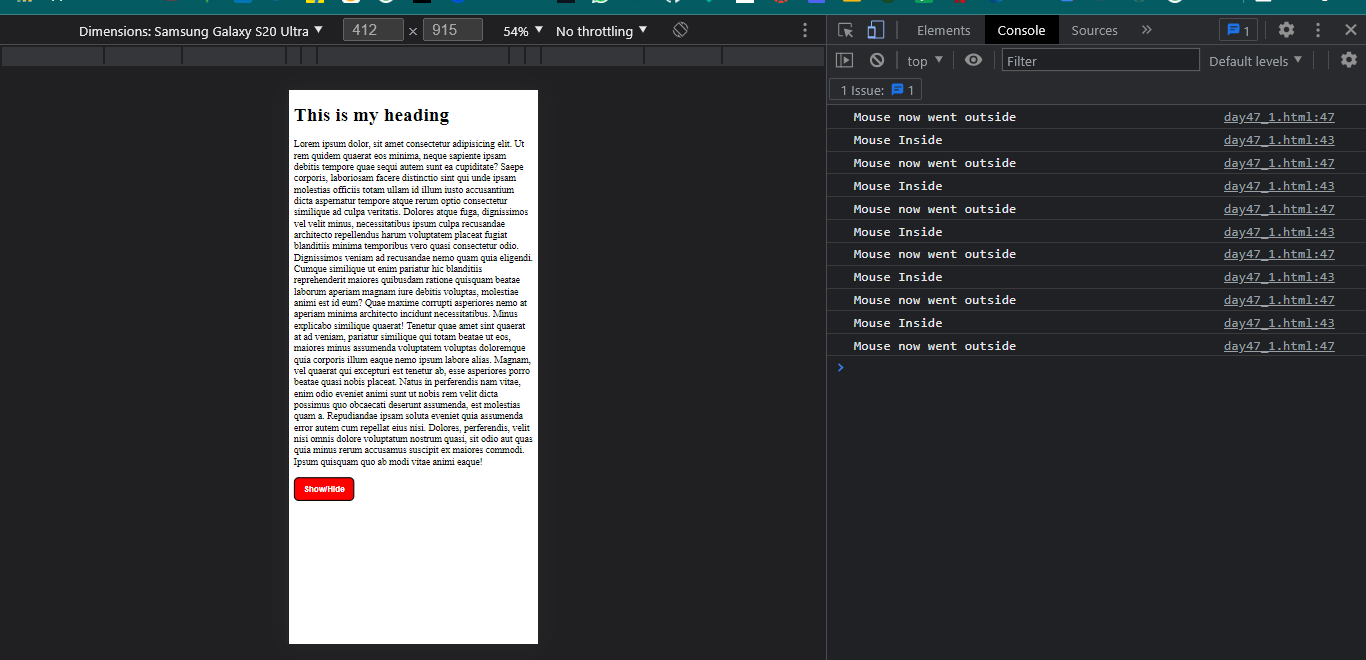 Dimensions: Samsung Galaxy S20 Ultra 412 × 915 54% No throttling
Elements Console Sources » 1
top Filter Default levels
1 Issue: 1
This is my heading
Lorem ipsum dolor, sit amet consectetur adipisicing elit. Ut
rem quidem quaerat eos minima, neque sapiente ipsam
debitis tempore quae sequi autem sunt ea cupiditate? Saepe
corporis, laboriosam facere distinctio sint qui unde ipsam
molestias officiis totam ullam id illum iusto accusantium
dicta aspernatur tempore atque rerum optio consectetur
similique ad culpa veritatis. Dolores atque fuga, dignissimos
vel velit minus, necessitatibus ipsum culpa recusandae
architecto repellendus harum voluptatem placeat fugiat
blanditiis minima temporibus vero quasi consectetur odio.
Dignissimos veniam ad recusandae nemo quam quia eligendi.
Cumque similique ut enim pariatur hic blanditiis
reprehenderit maiores quibusdam ratione quisquam beatae
laborum aperiam magnam iure debitis voluptas, molestiae
animi est id eum? Quae maxime corrupti asperiores nemo at
aperiam minima architecto incidunt necessitatibus. Minus
explicabo similique quaerat! Tenetur quae amet sint quaerat
at ad veniam, pariatur similique qui totam beatae ut eos,
maiores minus assumenda voluptatem voluptas doloremque
quia corporis illum eaque nemo ipsum labore alias. Magnam,
vel quaerat qui excepturi est tenetur ab, esse asperiores porro
beatae quasi nobis placeat. Natus in perferendis nam vitae,
enim odio eveniet animi sunt ut nobis rem velit dicta
possimus quo obcaecati deserunt assumenda, est molestias
quam a. Repudiandae ipsam soluta eveniet quia assumenda
error autem cum repellat eius nisi. Dolores, perferendis, velit
nisi omnis dolore voluptatum nostrum quasi, sit odio aut quas
quia minus rerum accusamus suscipit ex maiores commodi.
Ipsum quisquam quo ab modi vitae animi eaque!
Show/Hide
Mouse now went outside day47_1.html:47
Mouse Inside day47_1.html:43
Mouse now went outside day47_1.html:47
Mouse Inside day47_1.html:43
Mouse now went outside day47_1.html:47
Mouse Inside day47_1.html:43
Mouse now went outside day47_1.html:47
Mouse Inside day47_1.html:43
Mouse now went outside day47_1.html:47
Mouse Inside day47_1.html:43
Mouse now went outside day47_1.html:47